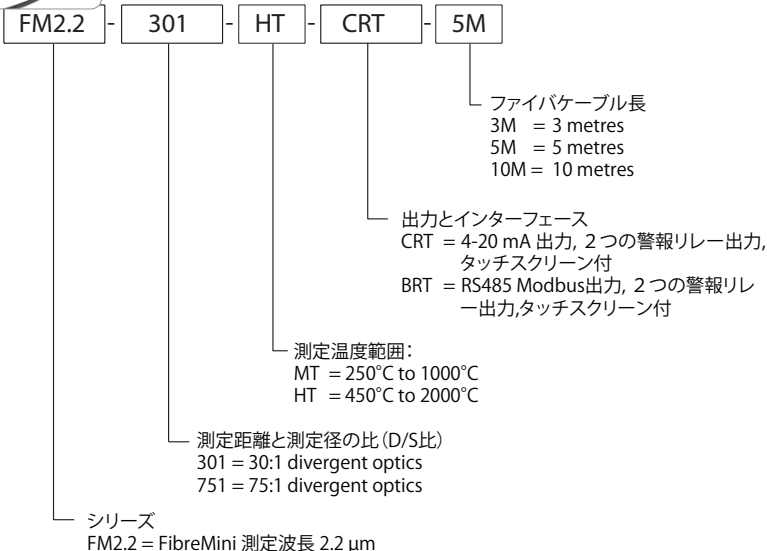 FM2.2 - 301 - HT - CRT - 5M
ファイバケーブル長
3M = 3 metres
5M = 5 metres
10M = 10 metres
出力とインターフェース
CRT = 4-20 mA 出力, 2つの警報リレー出力,
タッチスクリーン付
BRT = RS485 Modbus出力, 2つの警報リレ
ー出力,タッチスクリーン付
測定温度範囲:
MT = 250°C to 1000°C
HT = 450°C to 2000°C
測定距離と測定径の比(D/S比)
301 = 30:1 divergent optics
751 = 75:1 divergent optics
シリーズ
FM2.2 = FibreMini 測定波長 2.2 µm